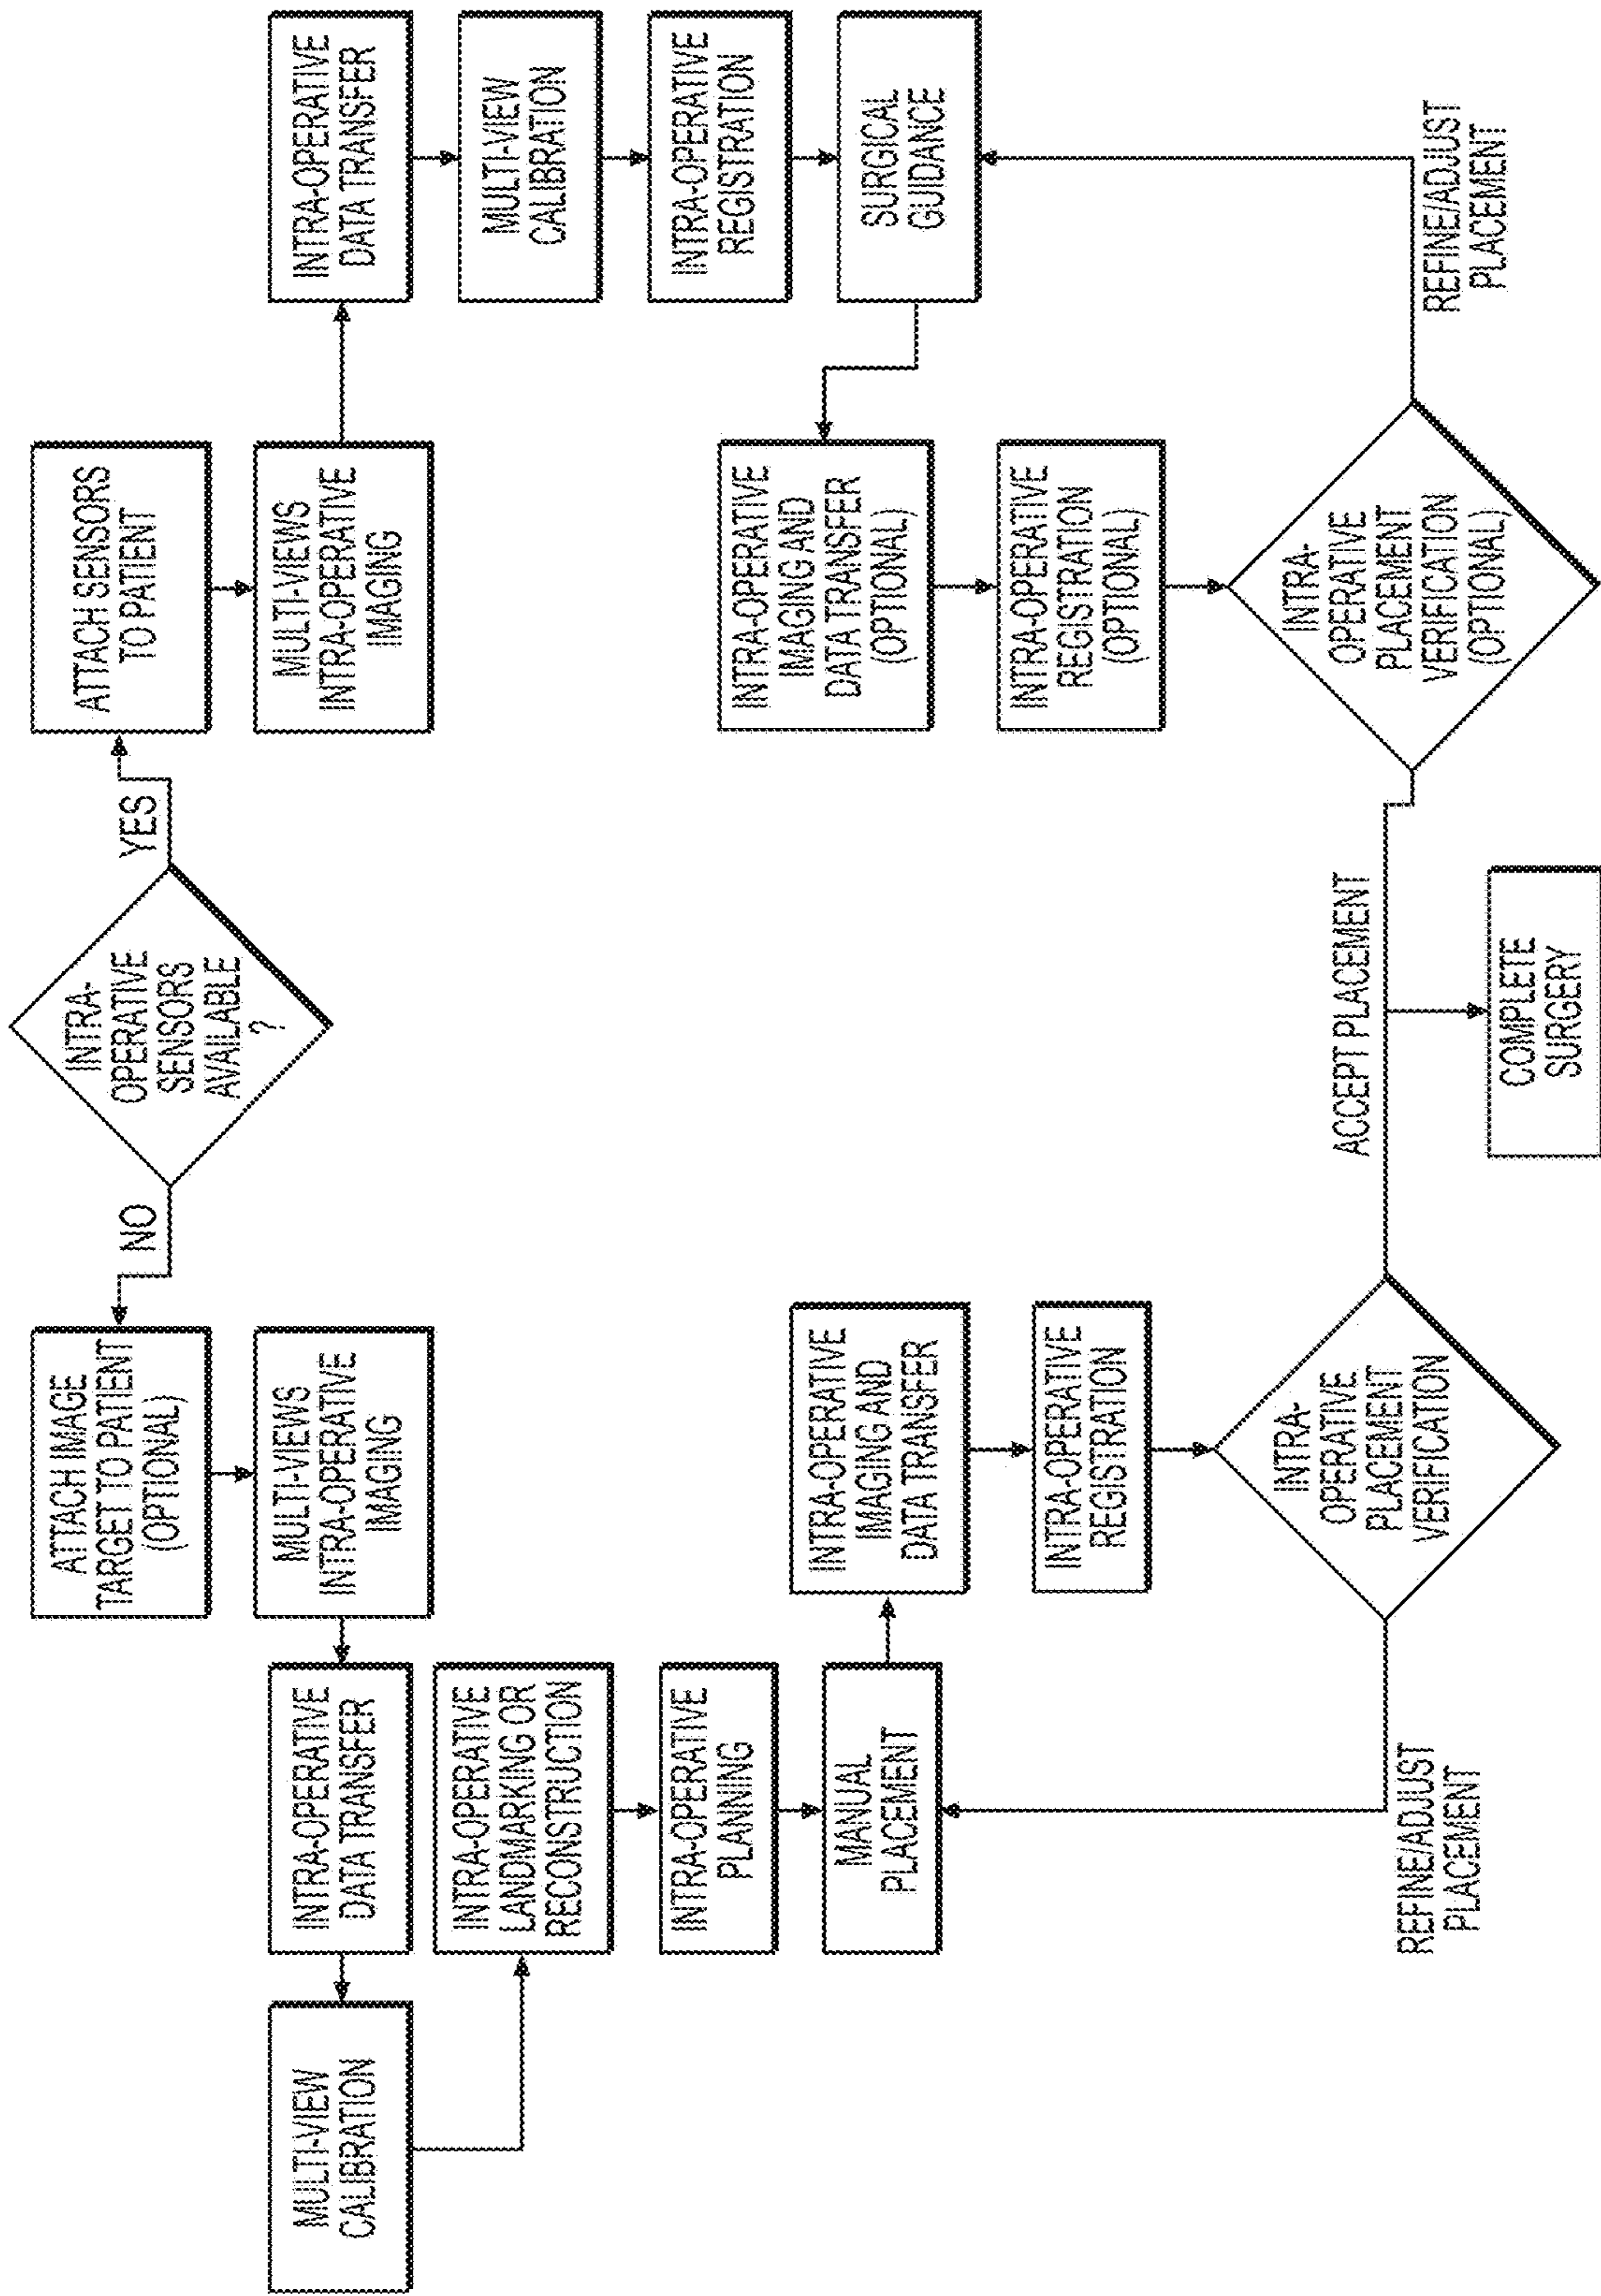 INTRA-
OPERATIVE
SENSORS
AVAILABLE
?
NO
YES
ATTACH IMAGE
TARGET TO PATIENT
(OPTIONAL)
MULTI-VIEWS
INTRA-OPERATIVE
IMAGING
INTRA-OPERATIVE
DATA TRANSFER
MULTI-VIEW
CALIBRATION
INTRA-OPERATIVE
LANDMARKING OR
RECONSTRUCTION
INTRA-OPERATIVE
PLANNING
MANUAL
PLACEMENT
INTRA-OPERATIVE
IMAGING AND
DATA TRANSFER
INTRA-OPERATIVE
REGISTRATION
INTRA-
OPERATIVE
PLACEMENT
VERIFICATION
REFINE/ADJUST
PLACEMENT
ATTACH SENSORS
TO PATIENT
MULTI-VIEWS
INTRA-OPERATIVE
IMAGING
INTRA-OPERATIVE
DATA TRANSFER
MULTI-VIEW
CALIBRATION
INTRA-OPERATIVE
REGISTRATION
SURGICAL
GUIDANCE
INTRA-OPERATIVE
IMAGING AND
DATA TRANSFER
(OPTIONAL)
INTRA-OPERATIVE
REGISTRATION
(OPTIONAL)
INTRA-
OPERATIVE
PLACEMENT
VERIFICATION
(OPTIONAL)
REFINE/ADJUST
PLACEMENT
ACCEPT PLACEMENT
COMPLETE
SURGERY